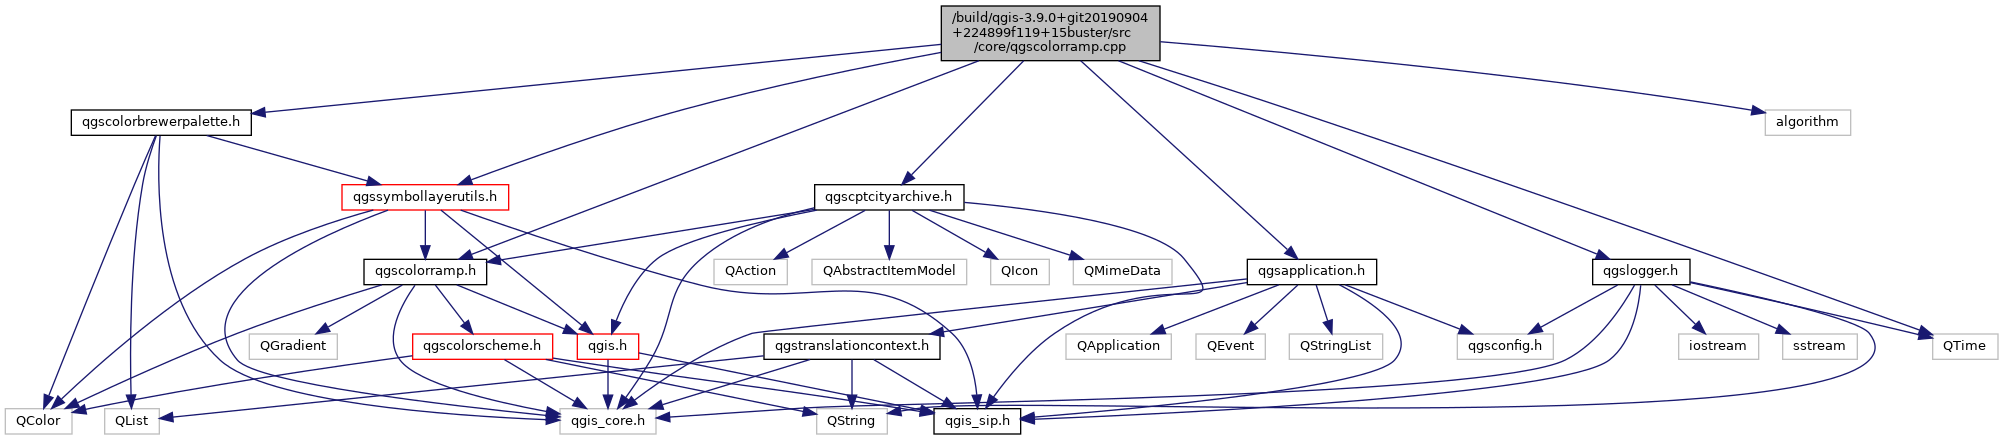 /build/qgis-3.9.0+git20190904
+224899f119+15buster/src
/core/qgscolorramp.cpp
qgscolorbrewerpalette.h
algorithm
qgssymbollayerutils.h
qgscptcityarchive.h
qgscolorramp.h
QAction
QAbstractItemModel
QIcon
QMimeData
qgsapplication.h
qgslogger.h
QGradient
qgscolorscheme.h
qgis.h
qgstranslationcontext.h
QApplication
QEvent
QStringList
qgsconfig.h
iostream
sstream
QTime
QColor
QList
qgis_core.h
QString
qgis_sip.h